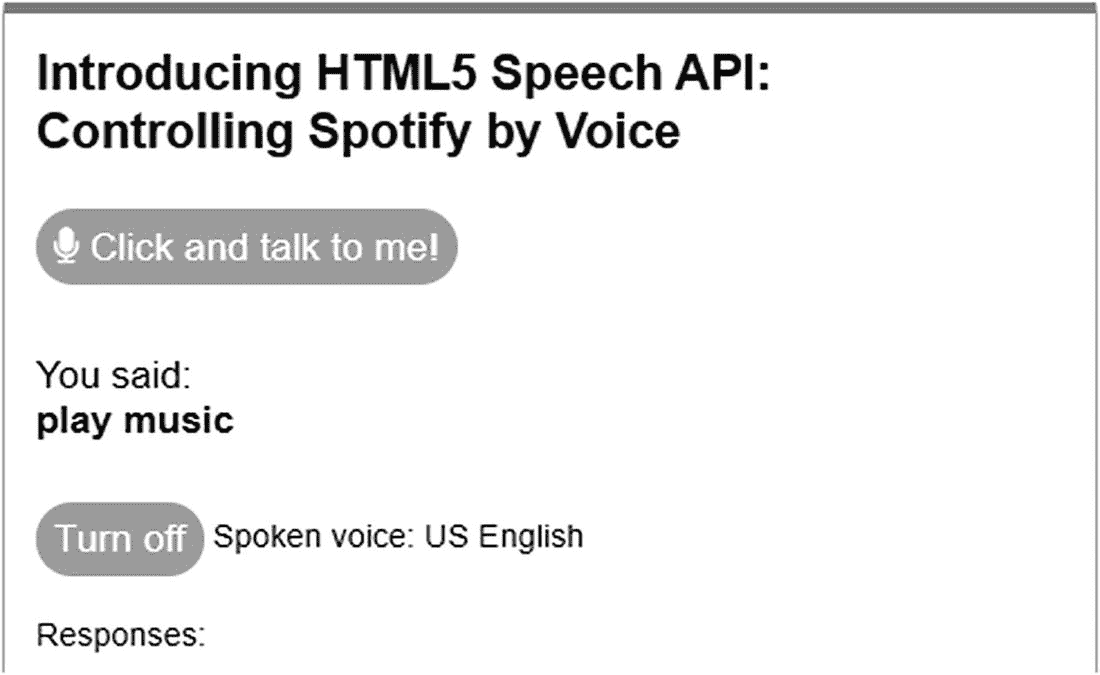 Introducing HTML5 Speech API:
Controlling Spotify by Voice
Click and talk to me!
You said:
play music
Turn off Spoken voice: US English
Responses: